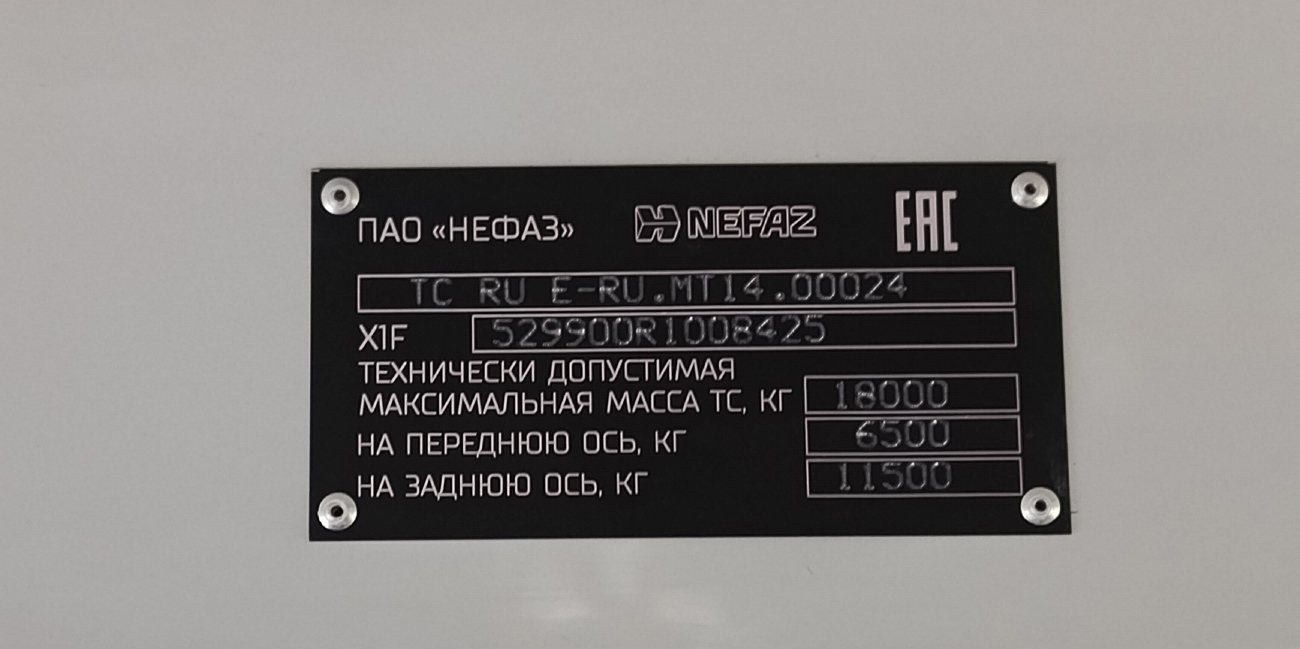 ПАО «НЕФАЗ» NEFAZ EAC
TC RU E-RU.MT14.00024
X1F 529900R1008425
ТЕХНИЧЕСКИ ДОПУСТИМАЯ
МАКСИМАЛЬНАЯ МАССА ТС, КГ 18000
НА ПЕРЕДНЮЮ ОСЬ, КГ 6500
НА ЗАДНЮЮ ОСЬ, КГ 11500